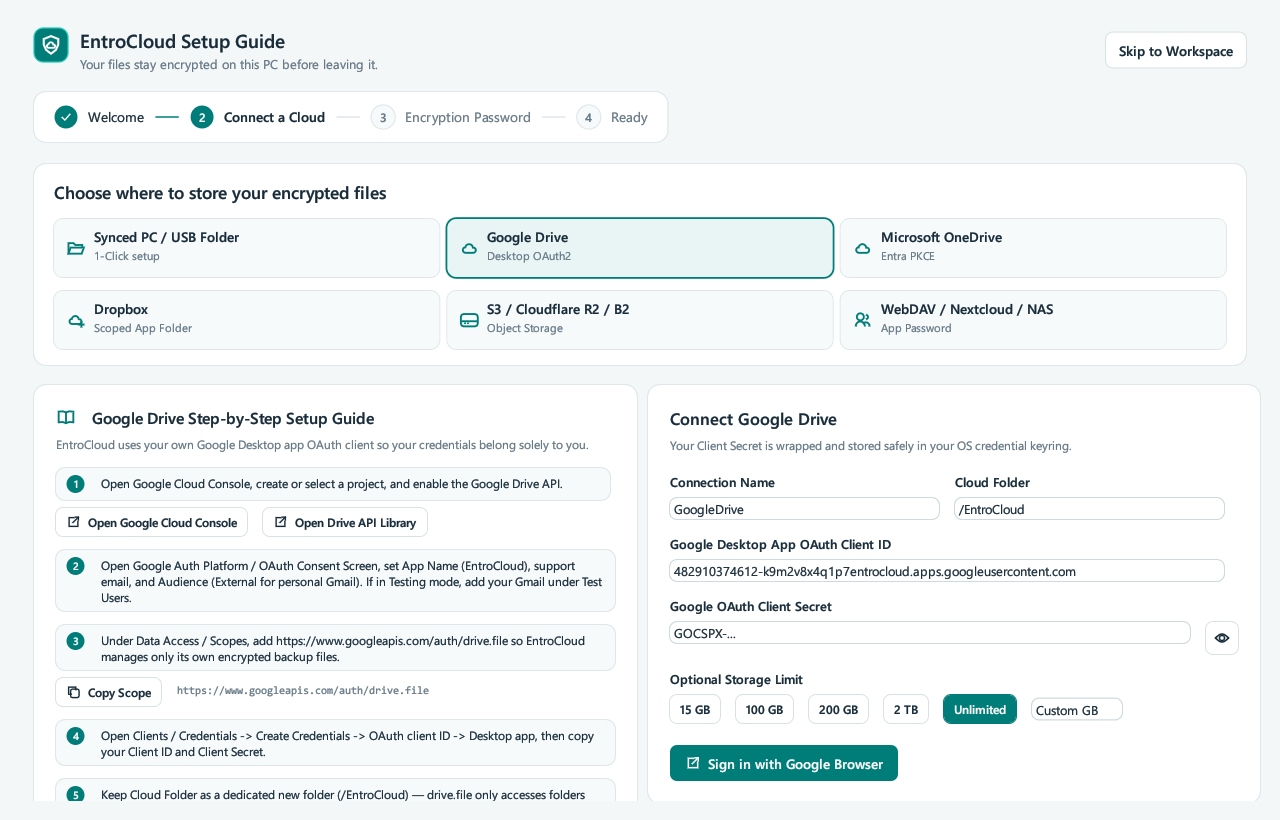 EntroCloud Setup Guide
Your files stay encrypted on this PC before leaving it.
Skip to Workspace
Welcome
2 Connect a Cloud
3 Encryption Password
4 Ready
Choose where to store your encrypted files
Synced PC / USB Folder
1-Click setup
Google Drive
Desktop OAuth2
Microsoft OneDrive
Entra PKCE
Dropbox
Scoped App Folder
S3 / Cloudflare R2 / B2
Object Storage
WebDAV / Nextcloud / NAS
App Password
Google Drive Step-by-Step Setup Guide
EntroCloud uses your own Google Desktop app OAuth client so your credentials belong solely to you.
1 Open Google Cloud Console, create or select a project, and enable the Google Drive API.
Open Google Cloud Console
Open Drive API Library
2 Open Google Auth Platform / OAuth Consent Screen, set App Name (EntroCloud), support
email, and Audience (External for personal Gmail). If in Testing mode, add your Gmail under Test
Users.
3 Under Data Access / Scopes, add https://www.googleapis.com/auth/drive.file so EntroCloud
manages only its own encrypted backup files.
Copy Scope
https://www.googleapis.com/auth/drive.file
4 Open Clients / Credentials -> Create Credentials -> OAuth client ID -> Desktop app, then copy
your Client ID and Client Secret.
5 Keep Cloud Folder as a dedicated new folder (/EntroCloud) — drive.file only accesses folders
Connect Google Drive
Your Client Secret is wrapped and stored safely in your OS credential keyring.
Connection Name
GoogleDrive
Cloud Folder
/EntroCloud
Google Desktop App OAuth Client ID
482910374612-k9m2v8x4q1p7entrocloud.apps.googleusercontent.com
Google OAuth Client Secret
GOCSPX-...
Optional Storage Limit
15 GB
100 GB
200 GB
2 TB
Unlimited
Custom GB
Sign in with Google Browser